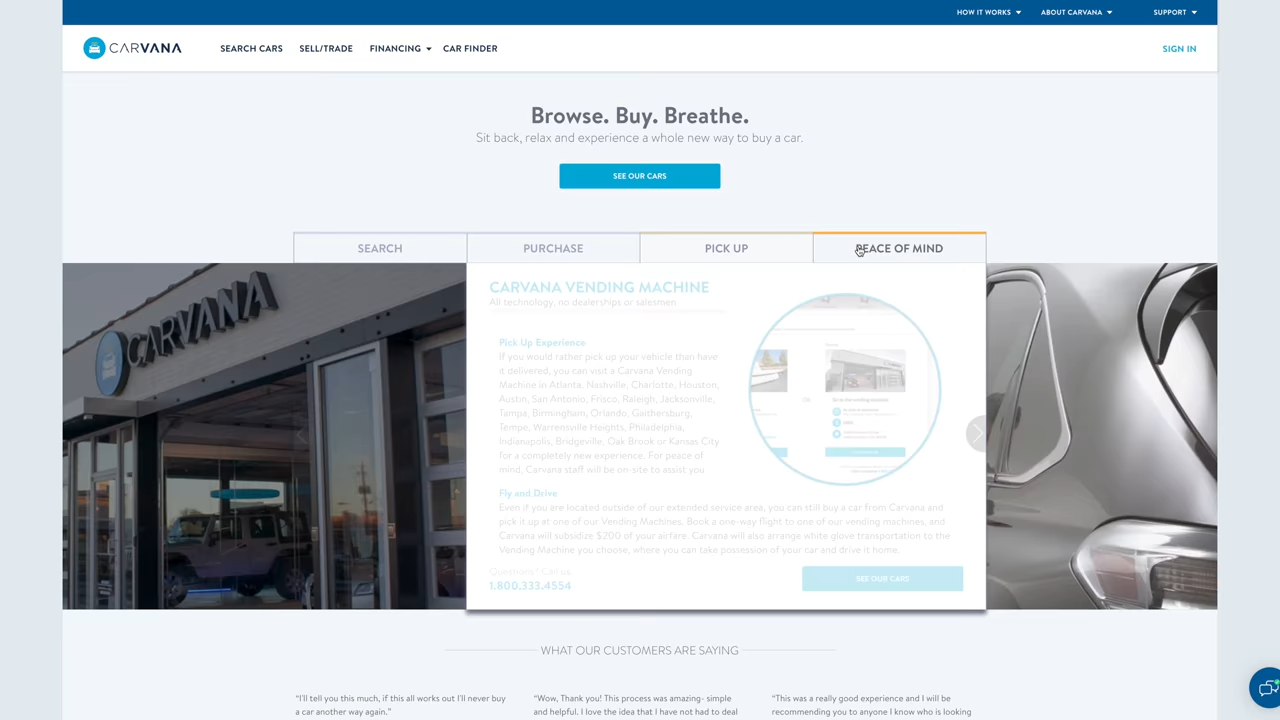 HOW IT WORKS ABOUT CARVANA SUPPORT
CARVANA SEARCH CARS SELL/TRADE FINANCING CAR FINDER SIGN IN
Browse. Buy. Breathe.
Sit back, relax and experience a whole new way to buy a car.
SEE OUR CARS
SEARCH PURCHASE PICK UP PEACE OF MIND
CARVANA
CARVANA VENDING MACHINE
All technology, no dealerships or salesmen
Pick Up Experience
If you would rather pick up your vehicle than have
it delivered, you can visit a Carvana Vending
Machine in Atlanta, Nashville, Charlotte, Houston,
Austin, San Antonio, Frisco, Raleigh, Jacksonville,
Tampa, Birmingham, Orlando, Gaithersburg,
Tempe, Warrensville Heights, Philadelphia,
Indianapolis, Bridgeville, Oak Brook or Kansas City
for a completely new experience. For peace of
mind, Carvana staff will be on-site to assist you
Fly and Drive
Even if you are located outside of our extended service area, you can still buy a car from Carvana and
pick it up at one of our Vending Machines. Book a one-way flight to one of our vending machines, and
Carvana will subsidize $200 of your airfare. Carvana will also arrange white glove transportation to the
Vending Machine you choose, where you can take possession of your car and drive it home.
Questions? Call us
1.800.333.4554
SEE OUR CARS
WHAT OUR CUSTOMERS ARE SAYING
“I'll tell you this much, if this all works out I'll never buy
a car another way again.”
“Wow, Thank you! This process was amazing- simple
and helpful. I love the idea that I have not had to deal
“This was a really good experience and I will be
recommending you to anyone I know who is looking